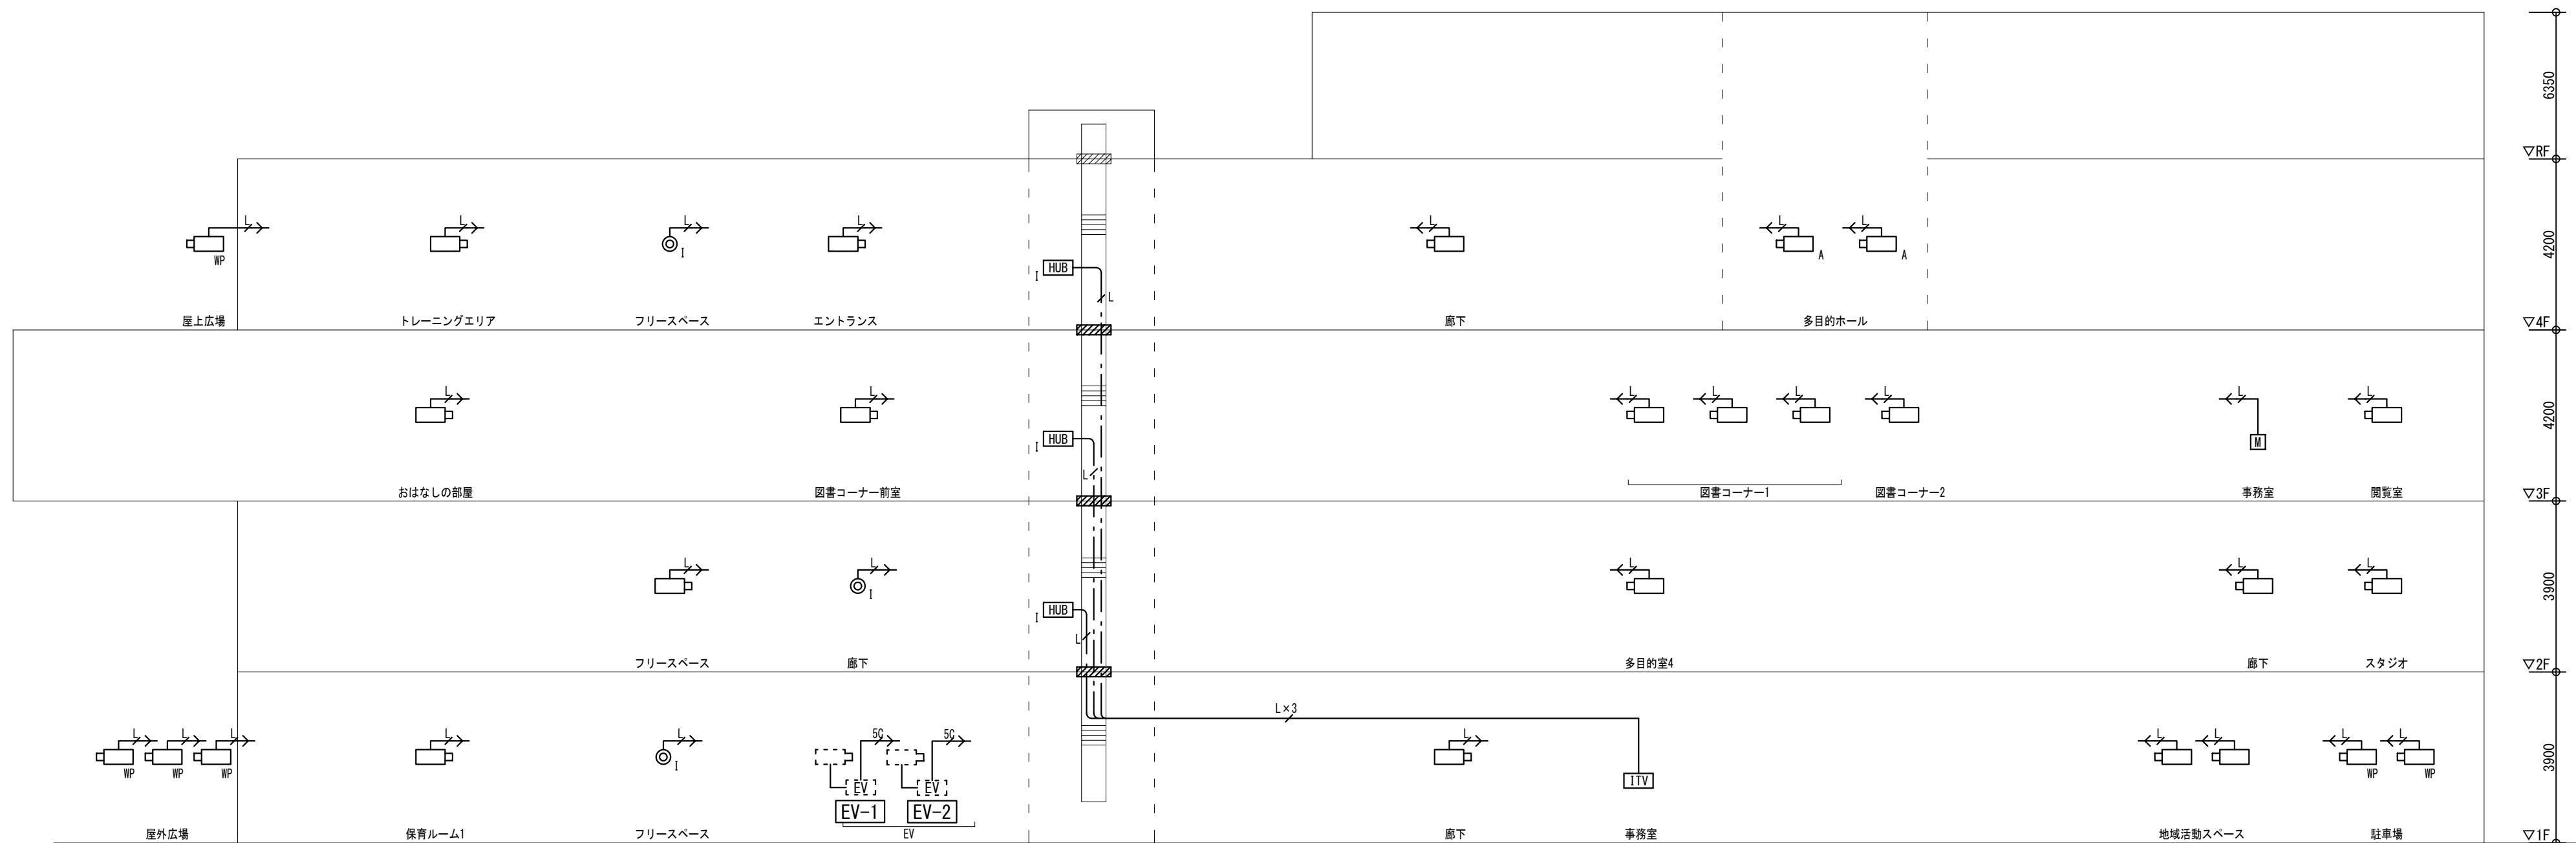 6350
▽RF
L L L L L L L
WP I A A
HUB
I
L
4200
屋上広場 トレーニングエリア フリースペース エントランス 廊下 多目的ホール
▽4F
L L L L L L L L
HUB
I
M
L
4200
おはなしの部屋 図書コーナー前室 図書コーナー1 図書コーナー2 事務室 閲覧室
▽3F
L L L L L
I
HUB
I
L
3900
フリースペース 廊下 多目的室4 廊下 スタジオ
▽2F
L×3
L L L L L 5C 5C L L L L L
WP WP WP I WP WP
EV EV ITV
EV-1 EV-2
3900
屋外広場 保育ルーム1 フリースペース EV 廊下 事務室 地域活動スペース 駐車場
▽1F